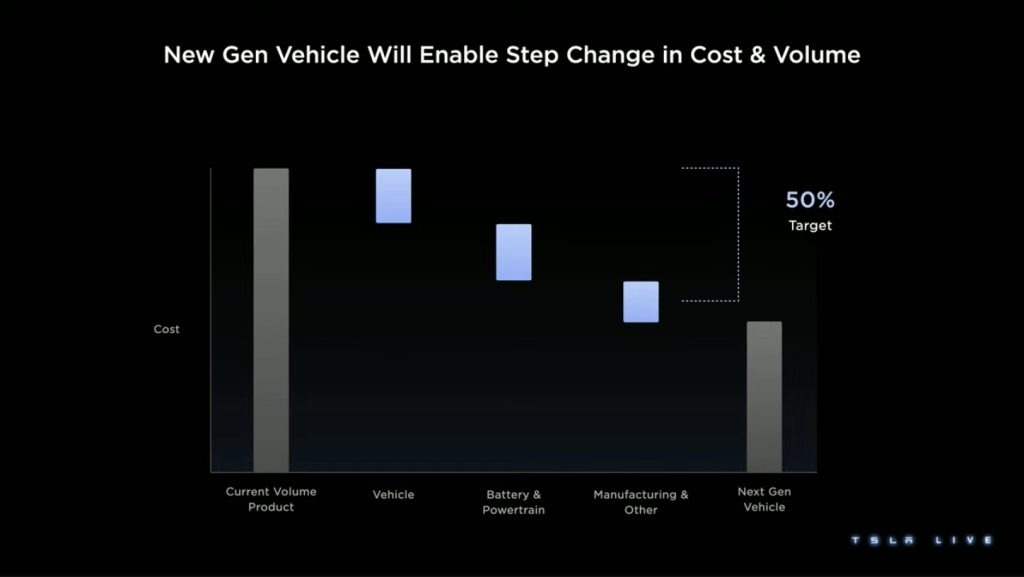 New Gen Vehicle Will Enable Step Change in Cost & Volume
50%
Target
Cost
Current Volume
Product
Vehicle
Battery &
Powertrain
Manufacturing &
Other
Next Gen
Vehicle
TSLA LIVE